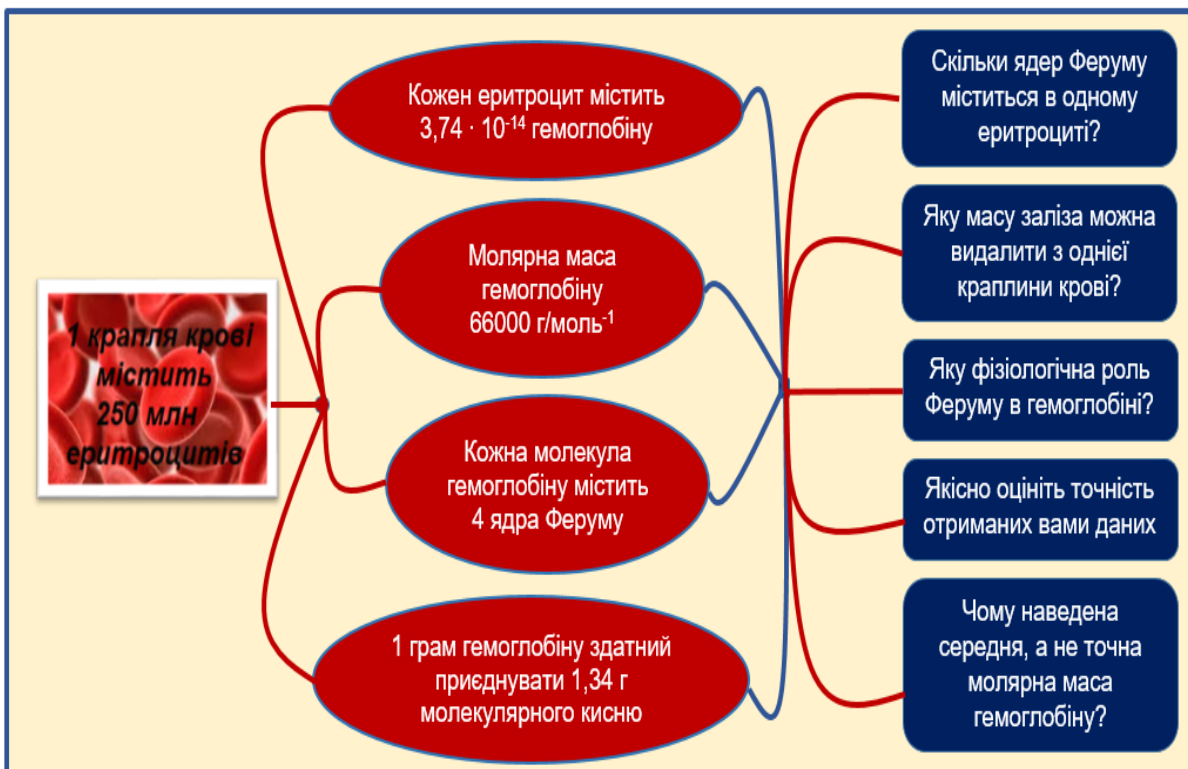 1 крапля крові
містить
250 млн
еритроцитів
Кожен еритроцит містить
3,74 · 10⁻¹⁴ гемоглобіну
Молярна маса
гемоглобіну
66000 г/моль⁻¹
Кожна молекула
гемоглобіну містить
4 ядра Феруму
1 грам гемоглобіну здатний
приєднувати 1,34 г
молекулярного кисню
Скільки ядер Феруму
міститься в одному
еритроциті?
Яку масу заліза можна
видалити з однієї
краплини крові?
Яку фізіологічна роль
Феруму в гемоглобіні?
Якісно оцініть точність
отриманих вами даних
Чому наведена
середня, а не точна
молярна маса
гемоглобіну?